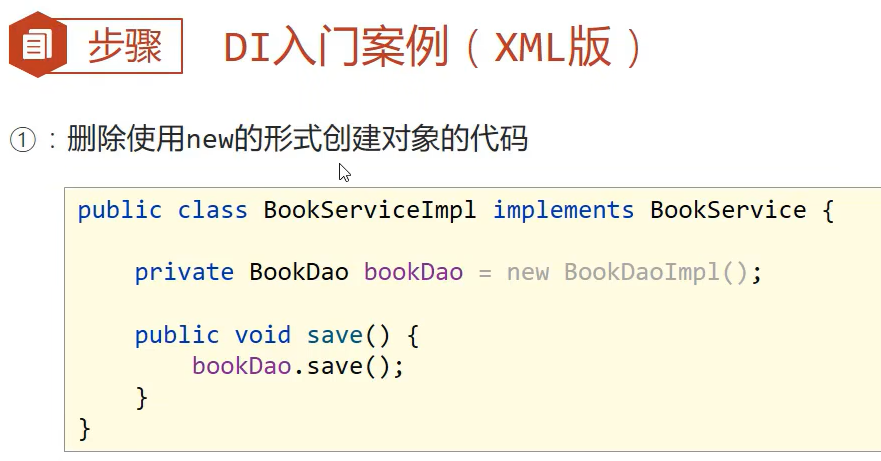 步骤 DI入门案例（XML版）
①：删除使用new的形式创建对象的代码
public class BookServiceImpl implements BookService {
private BookDao bookDao = new BookDaoImpl();
public void save() {
bookDao.save();
}
}